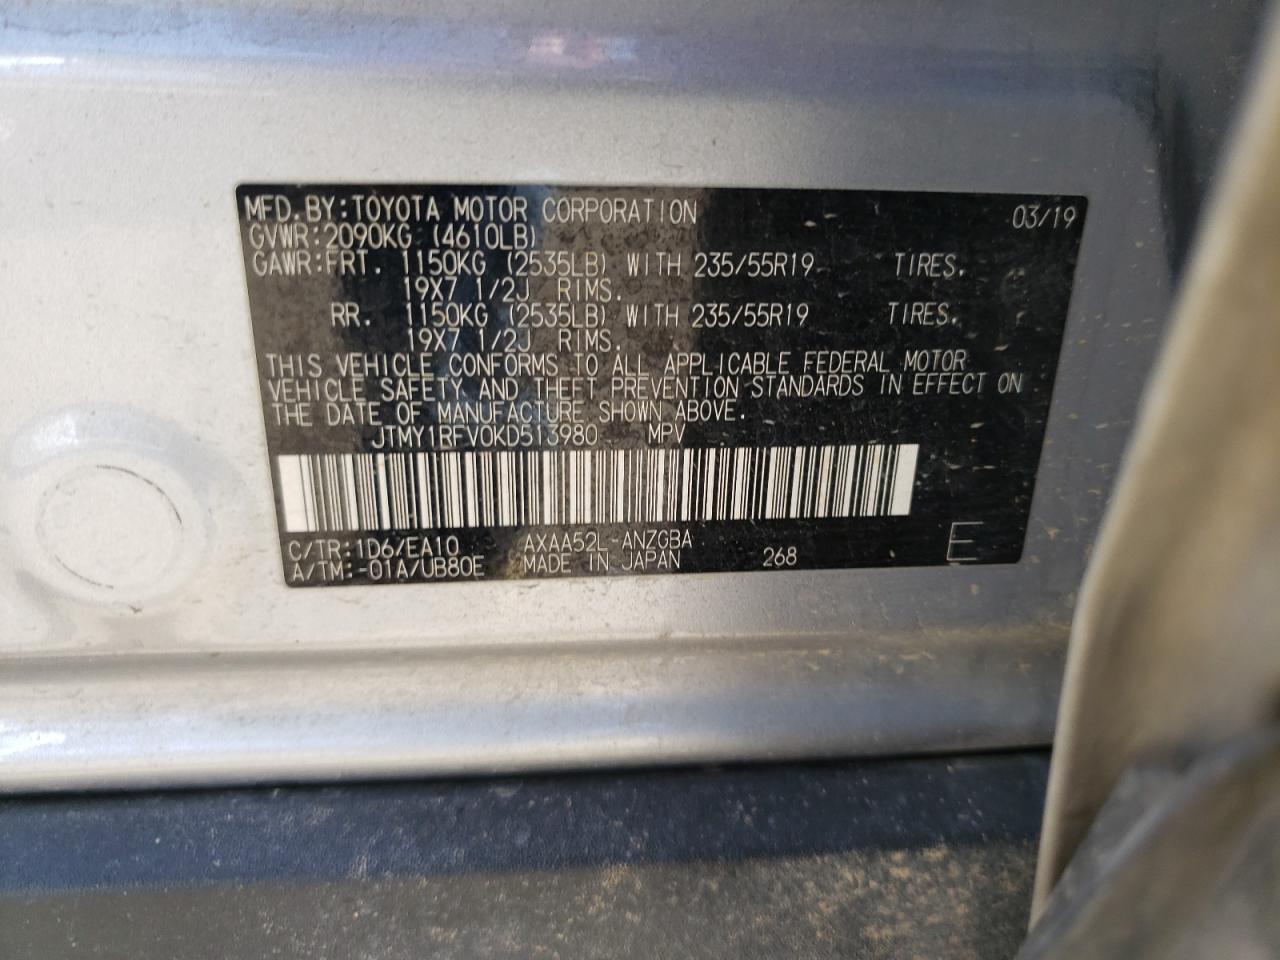 MFD.BY:TOYOTA MOTOR CORPORATION 03/19
GVWR:2090KG (4610LB)
GAWR:FRT. 1150KG (2535LB) WITH 235/55R19 TIRES.
19X7 1/2J RIMS.
RR. 1150KG (2535LB) WITH 235/55R19 TIRES.
19X7 1/2J RIMS.
THIS VEHICLE CONFORMS TO ALL APPLICABLE FEDERAL MOTOR
VEHICLE SAFETY AND THEFT PREVENTION STANDARDS IN EFFECT ON
THE DATE OF MANUFACTURE SHOWN ABOVE.
JTMY1RFV0KD513980 MPV
C/TR:1D6/EA10 AXAA52L-ANZGBA
A/TM:-01A/UB80E MADE IN JAPAN 268 E